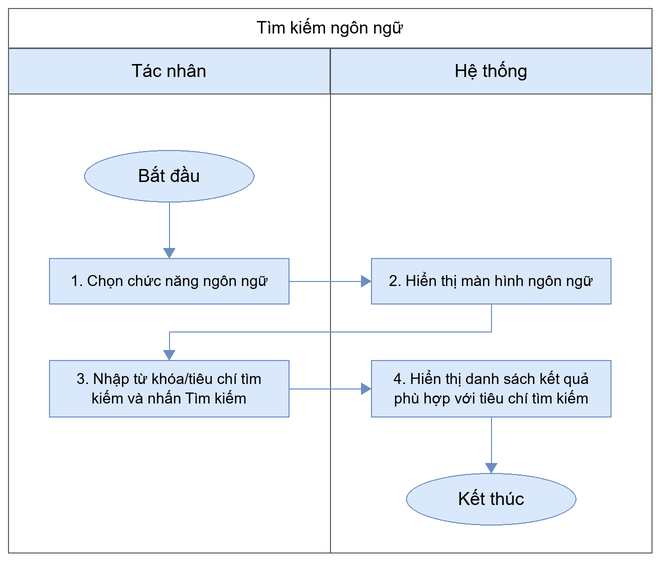 Tìm kiếm ngôn ngữ
Tác nhân
Hệ thống
Bắt đầu
1. Chọn chức năng ngôn ngữ
2. Hiển thị màn hình ngôn ngữ
3. Nhập từ khóa/tiêu chí tìm
kiếm và nhấn Tìm kiếm
4. Hiển thị danh sách kết quả
phù hợp với tiêu chí tìm kiếm
Kết thúc